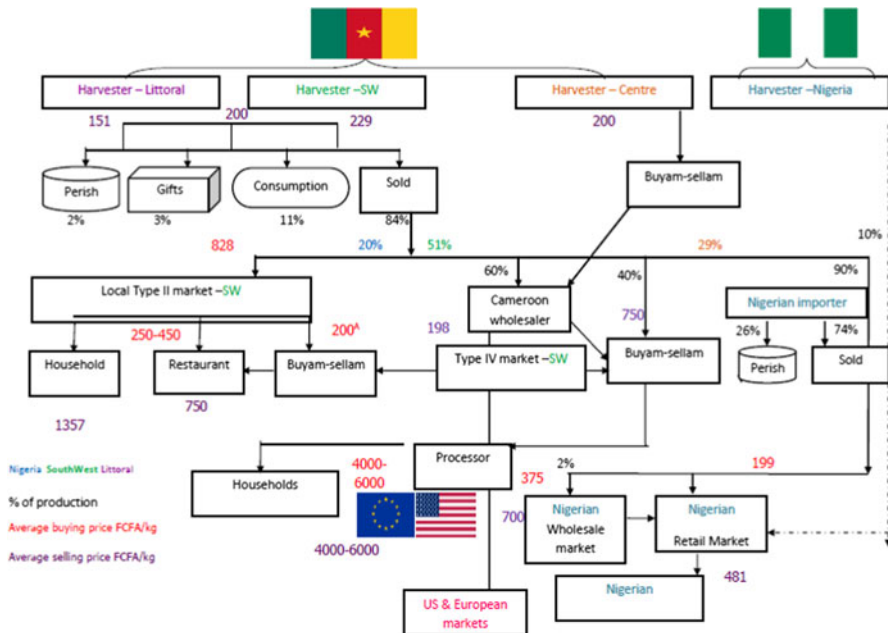 Harvester – Littoral
Harvester –SW
Harvester – Centre
Harvester –Nigeria
151
200
229
200
Perish
Gifts
Consumption
Sold
Buyam-sellam
2%
3%
11%
84%
828
20%
51%
29%
10%
60%
40%
90%
Local Type II market –SW
Cameroon
wholesaler
750
Nigerian importer
250-450
200ᴬ
198
26%
74%
Household
Restaurant
Buyam-sellam
Type IV market –SW
Buyam-sellam
Perish
Sold
1357
750
Nigeria SouthWest Littoral
% of production
Average buying price FCFA/kg
Average selling price FCFA/kg
Households
4000-
6000
Processor
375
2%
199
700
Nigerian
Wholesale
market
Nigerian
Retail Market
4000-6000
481
Nigerian
US & European
markets